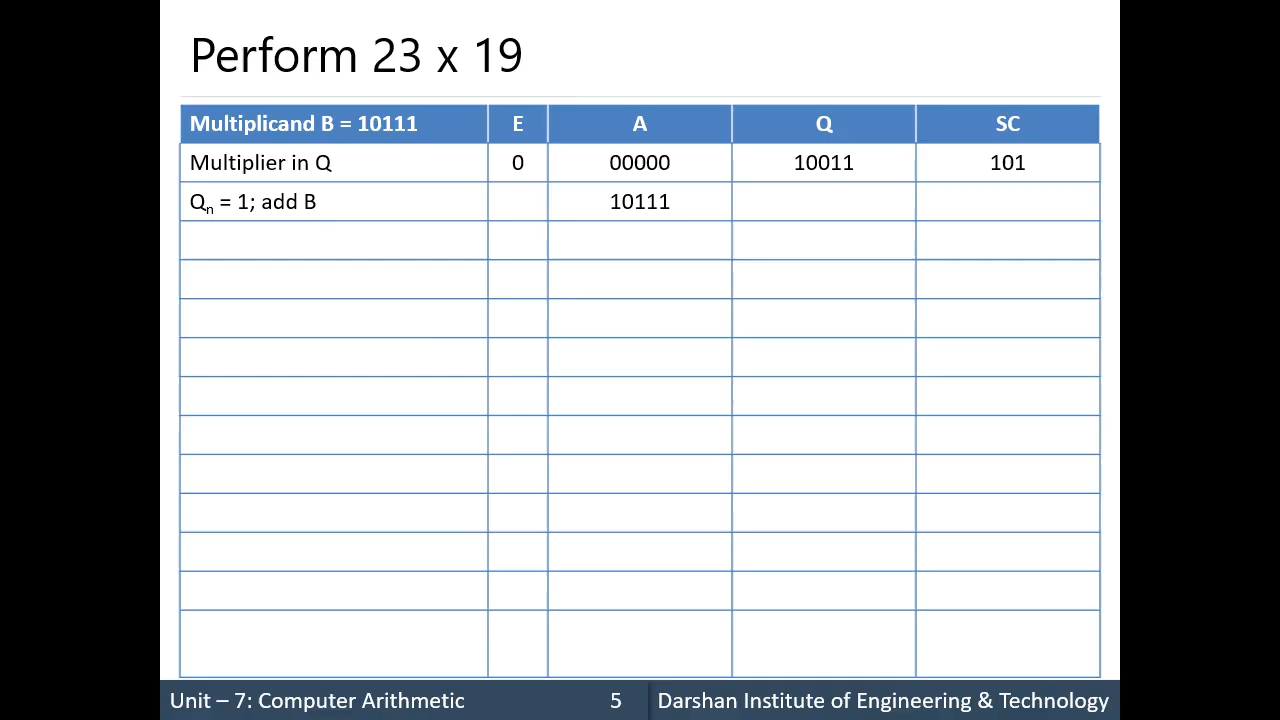 Perform 23 x 19
Multiplicand B = 10111 E A Q SC
Multiplier in Q 0 00000 10011 101
Qn = 1; add B 10111
Unit – 7: Computer Arithmetic 5 Darshan Institute of Engineering & Technology